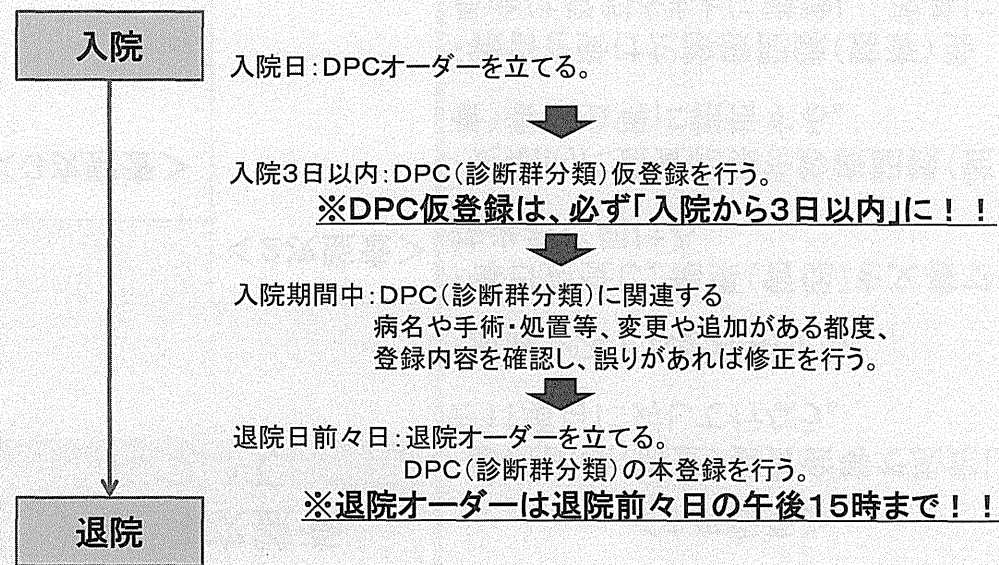 入院
入院日:DPCオーダーを立てる。
入院3日以内:DPC(診断群分類)仮登録を行う。
※DPC仮登録は、必ず「入院から3日以内」に!!
入院期間中:DPC(診断群分類)に関連する
病名や手術・処置等、変更や追加がある都度、
登録内容を確認し、誤りがあれば修正を行う。
退院日前々日:退院オーダーを立てる。
DPC(診断群分類)の本登録を行う。
※退院オーダーは退院前々日の午後15時まで!!
退院